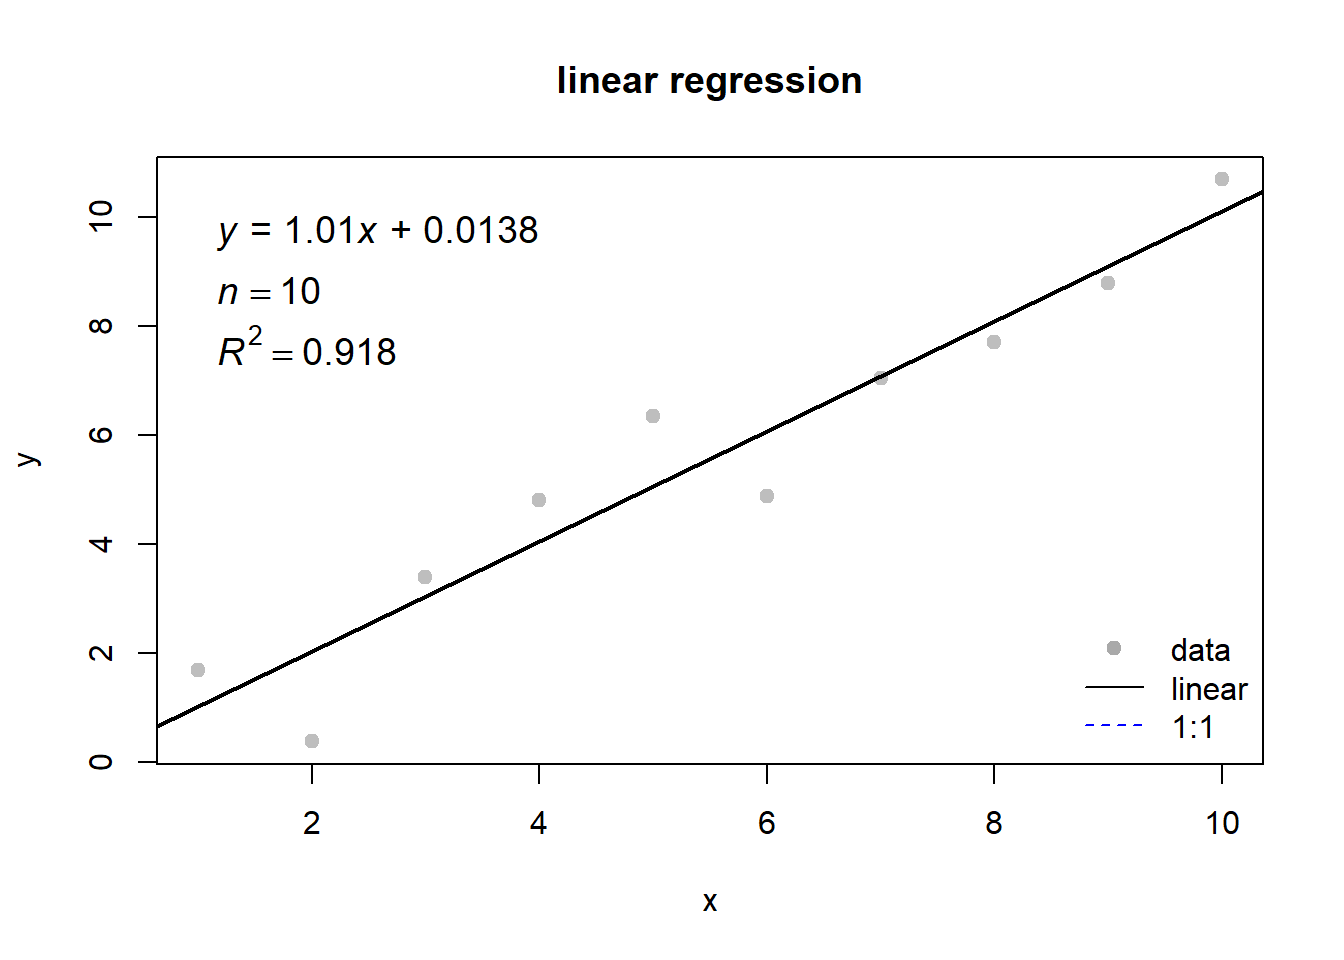 linear regression
y = 1.01x + 0.0138
n = 10
R² = 0.918
y
10
8
6
4
2
0
data
linear
1:1
2 4 6 8 10
x